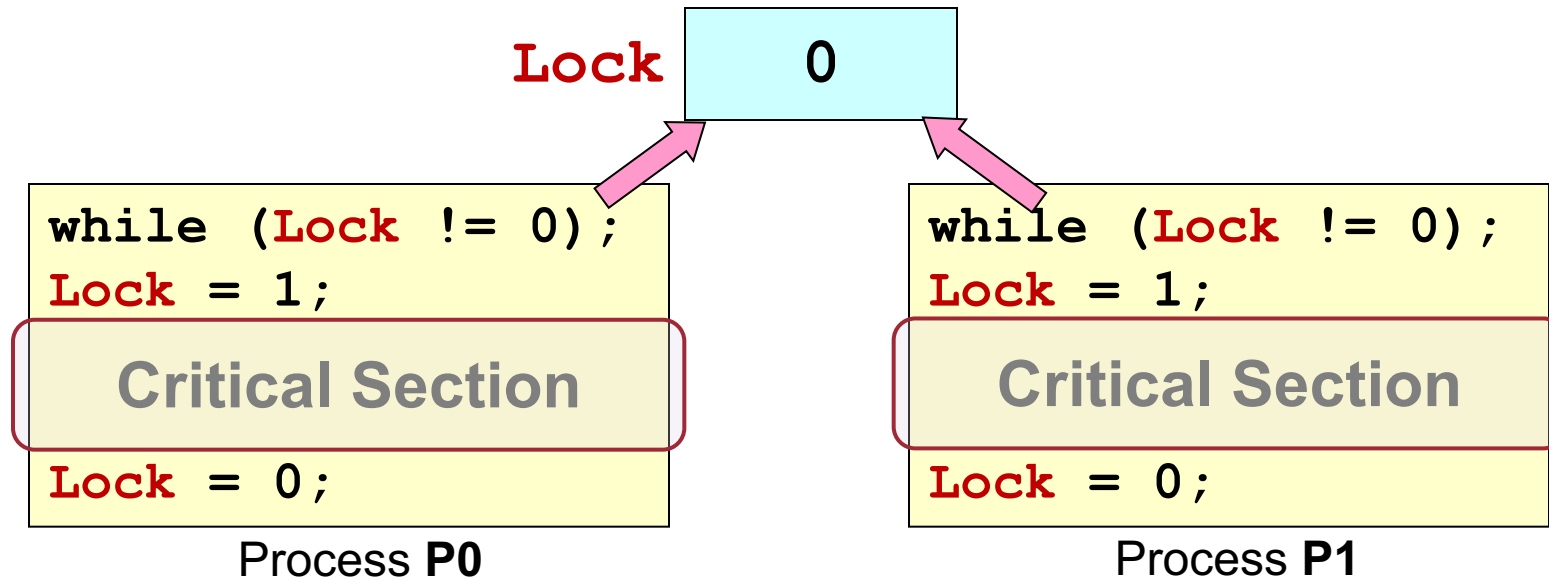 Lock 0
while (Lock != 0);
Lock = 1;
Critical Section
Lock = 0;
Process P0
while (Lock != 0);
Lock = 1;
Critical Section
Lock = 0;
Process P1